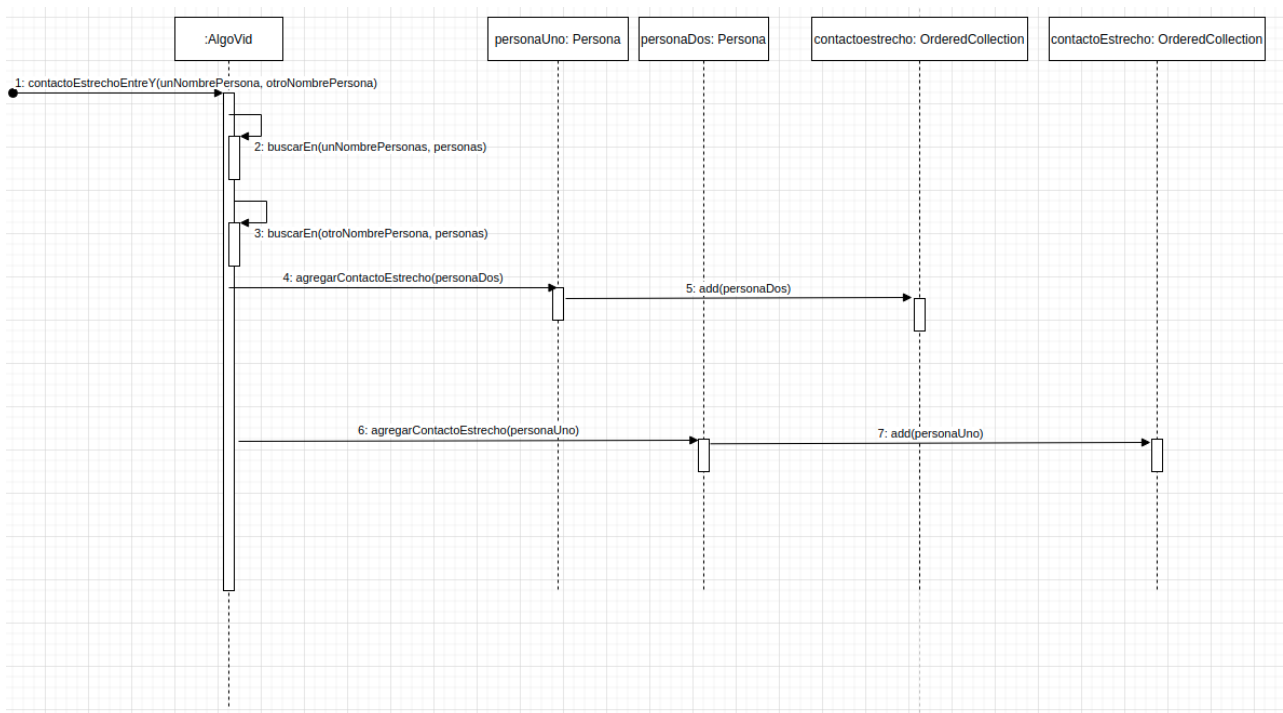 :AlgoVid
personaUno: Persona
personaDos: Persona
contactoestrecho: OrderedCollection
contactoEstrecho: OrderedCollection
1: contactoEstrechoEntreY(unNombrePersona, otroNombrePersona)
2: buscarEn(unNombrePersonas, personas)
3: buscarEn(otroNombrePersona, personas)
4: agregarContactoEstrecho(personaDos)
5: add(personaDos)
6: agregarContactoEstrecho(personaUno)
7: add(personaUno)